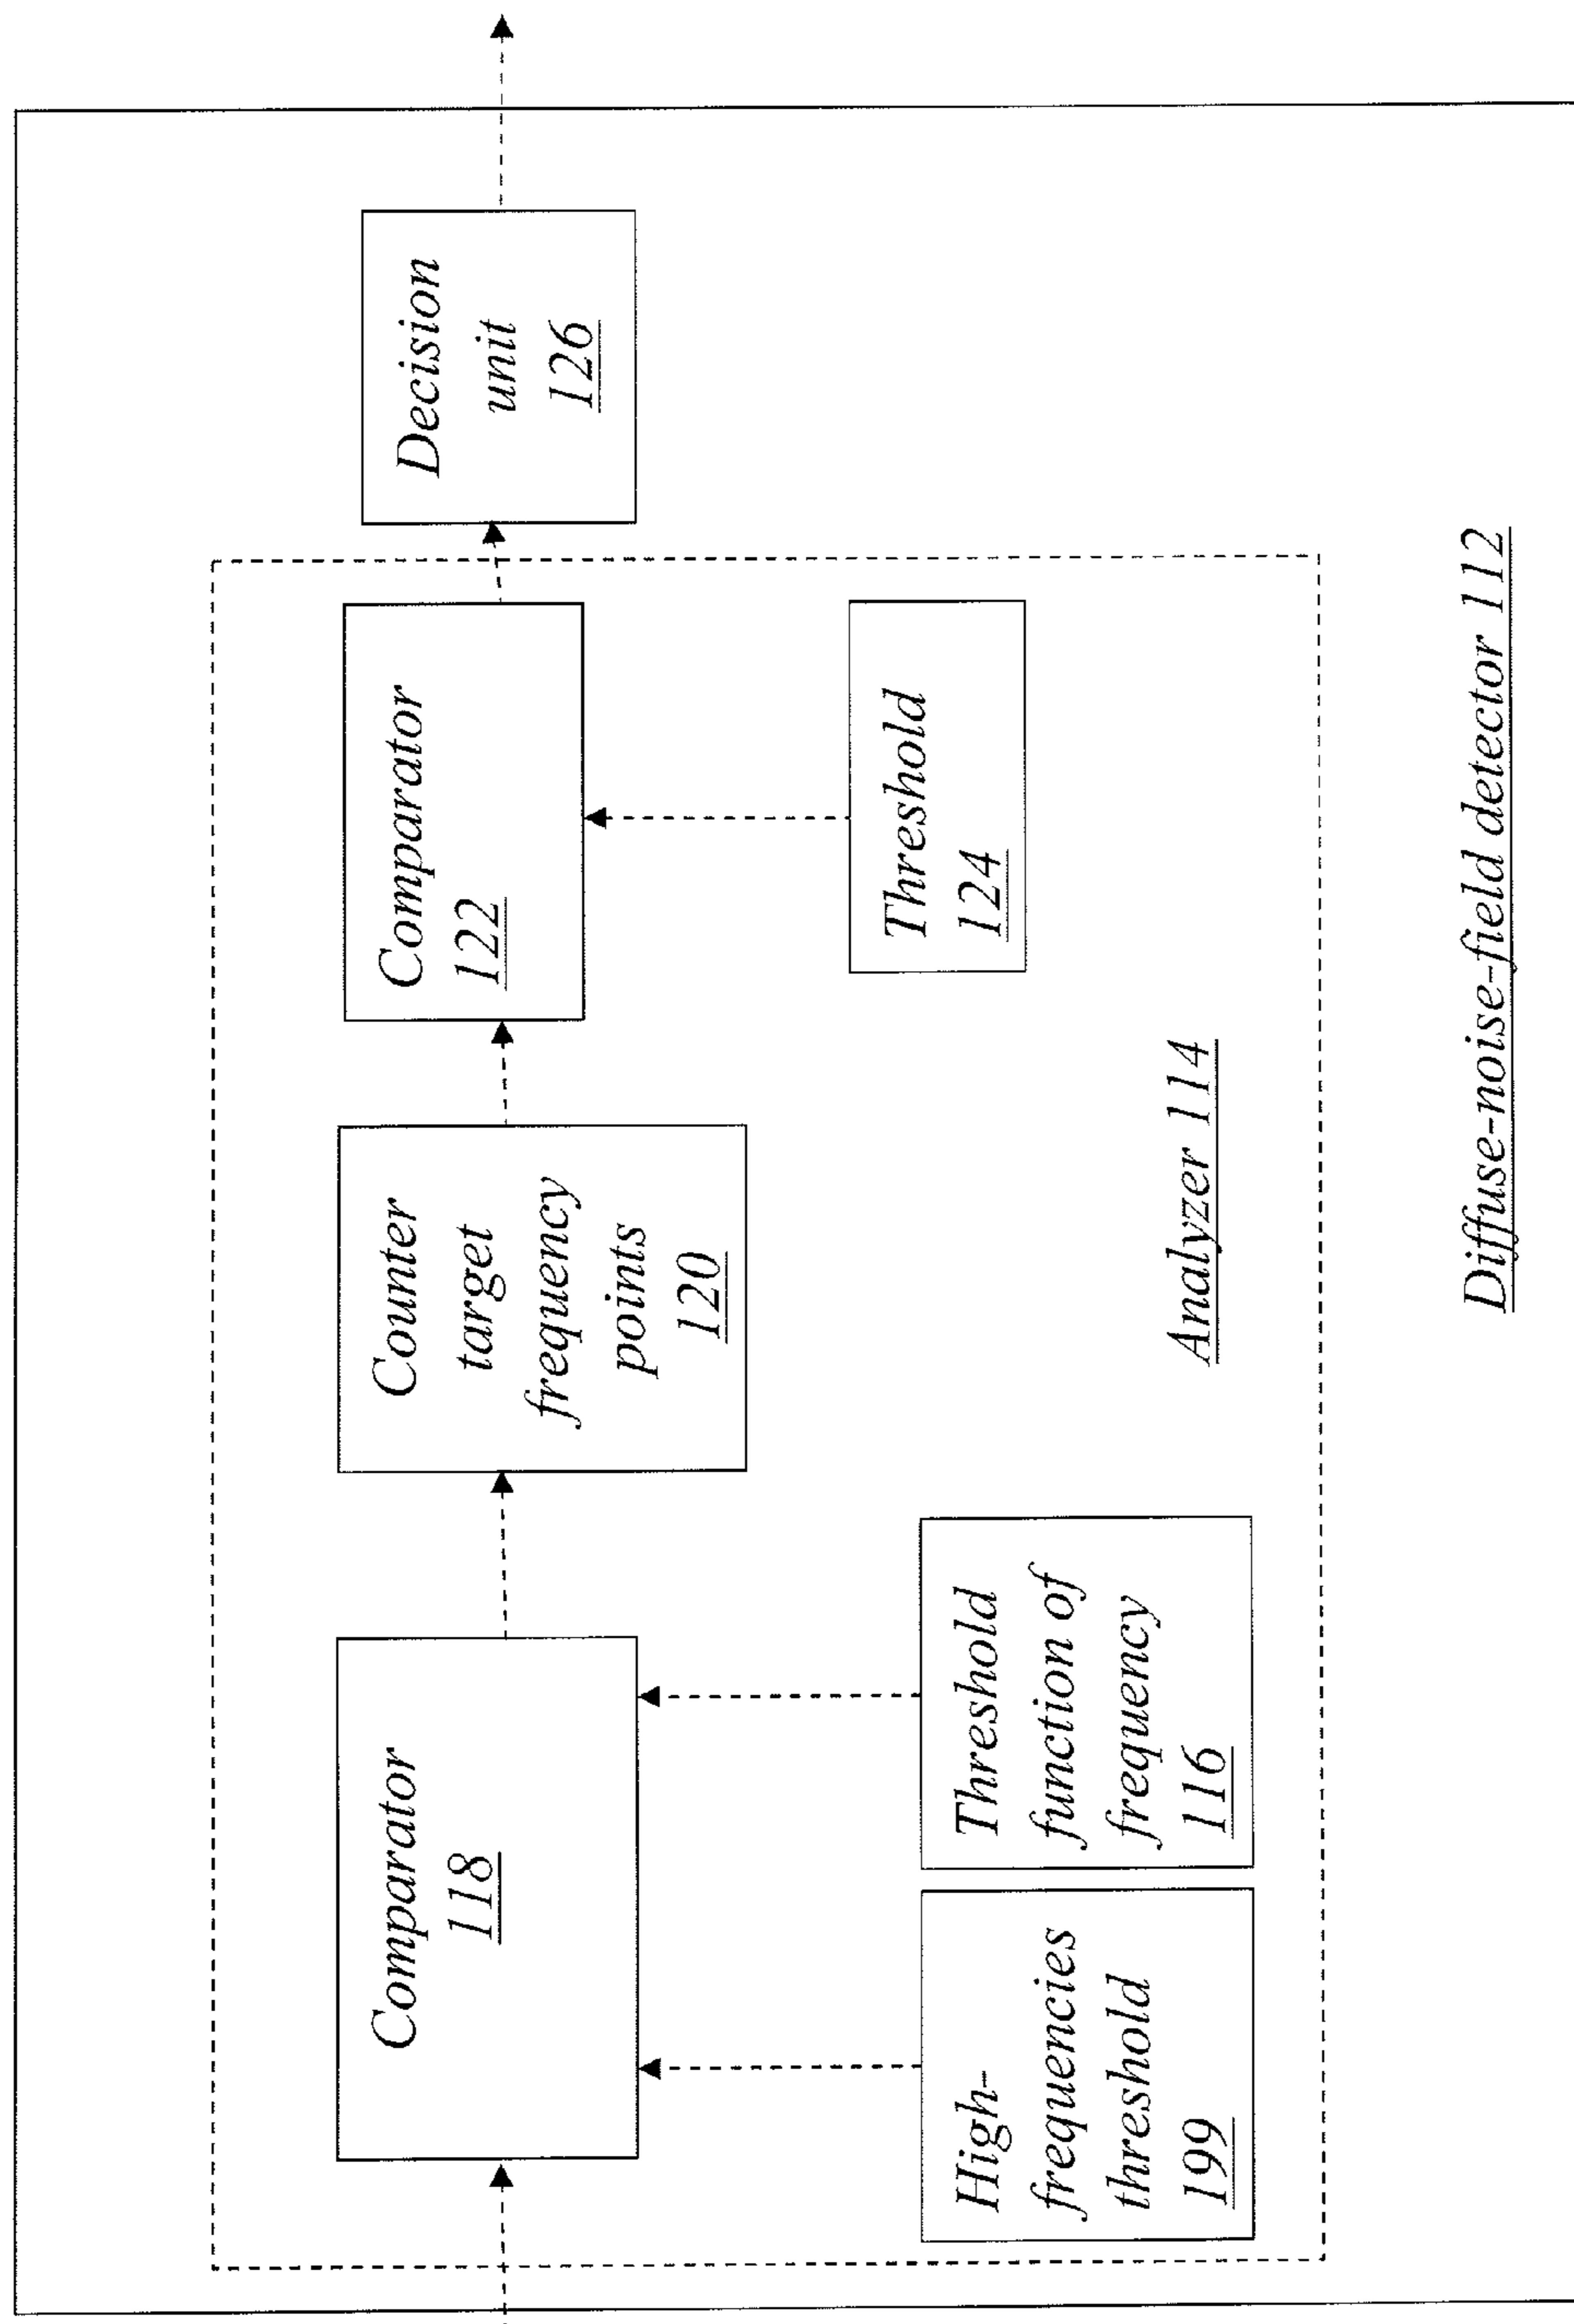 Comparator
118
Counter
target
frequency
points
120
Comparator
122
Decision
unit
126
High-
frequencies
threshold
199
Threshold
function of
frequency
116
Threshold
124
Analyzer 114
Diffuse-noise-field detector 112